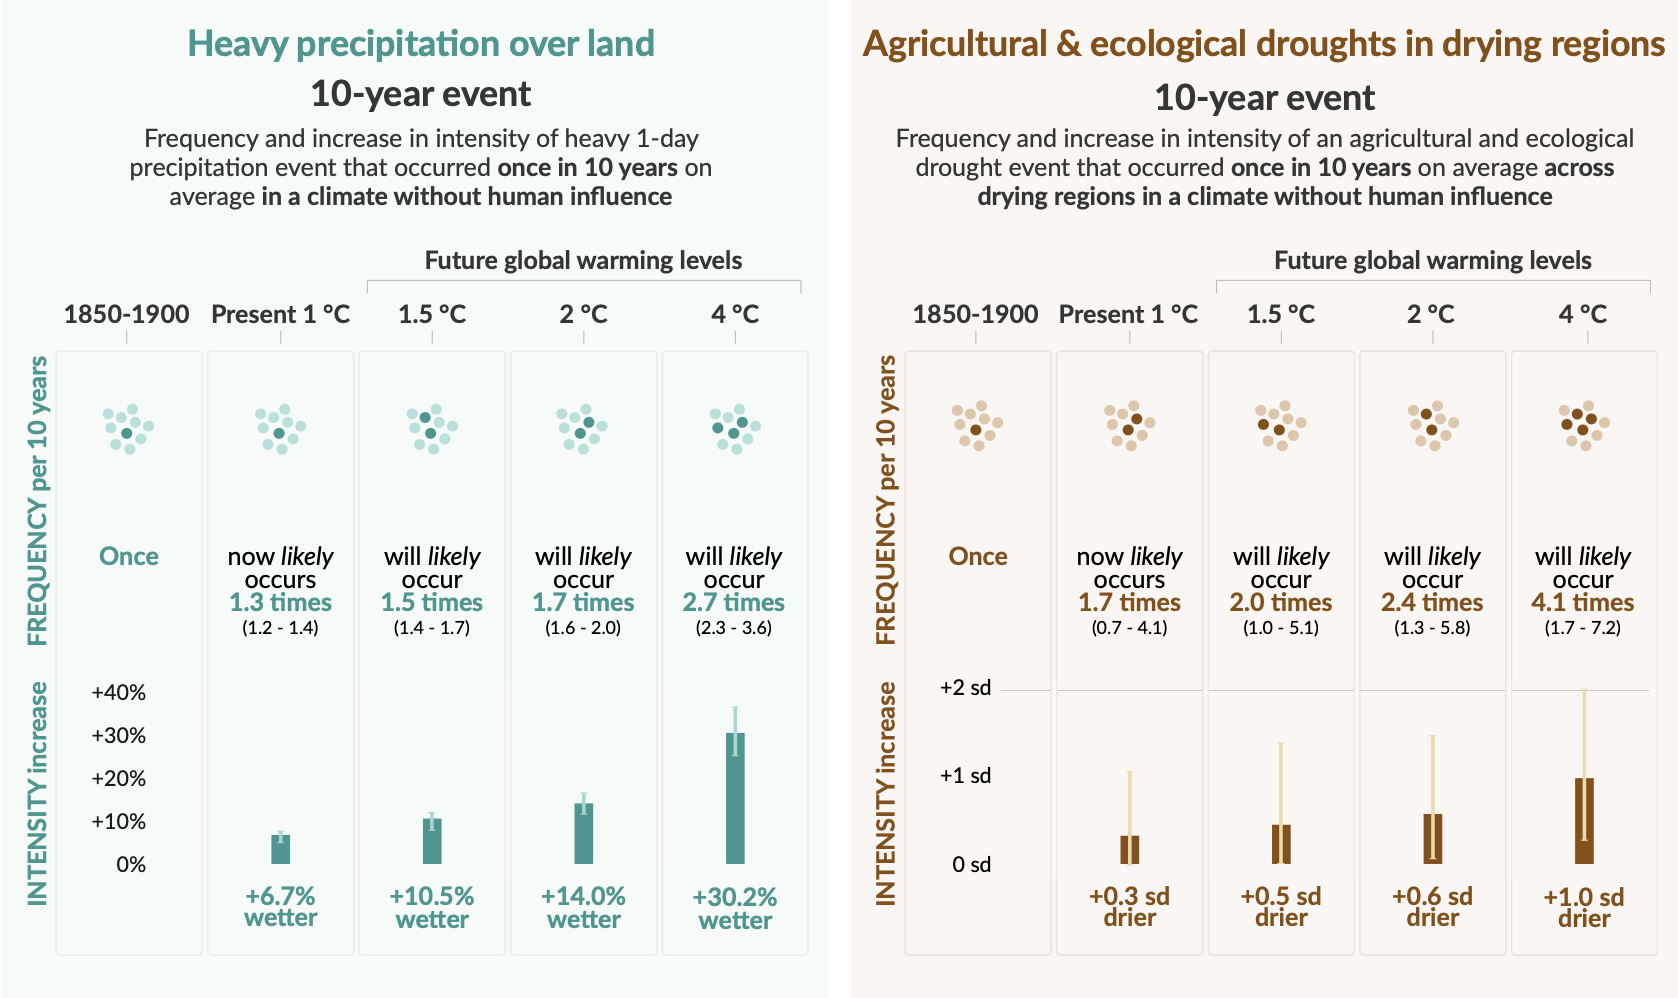 Heavy precipitation over land
10-year event
Frequency and increase in intensity of heavy 1-day
precipitation event that occurred once in 10 years on
average in a climate without human influence
Future global warming levels
1850-1900
Present 1 °C
1.5 °C
2 °C
4 °C
FREQUENCY per 10 years
Once
now likely
occurs
1.3 times
(1.2 - 1.4)
will likely
occur
1.5 times
(1.4 - 1.7)
will likely
occur
1.7 times
(1.6 - 2.0)
will likely
occur
2.7 times
(2.3 - 3.6)
INTENSITY increase
+40%
+30%
+20%
+10%
0%
+6.7%
wetter
+10.5%
wetter
+14.0%
wetter
+30.2%
wetter
Agricultural & ecological droughts in drying regions
10-year event
Frequency and increase in intensity of an agricultural and ecological
drought event that occurred once in 10 years on average across
drying regions in a climate without human influence
Future global warming levels
1850-1900
Present 1 °C
1.5 °C
2 °C
4 °C
FREQUENCY per 10 years
Once
now likely
occurs
1.7 times
(0.7 - 4.1)
will likely
occur
2.0 times
(1.0 - 5.1)
will likely
occur
2.4 times
(1.3 - 5.8)
will likely
occur
4.1 times
(1.7 - 7.2)
INTENSITY increase
+2 sd
+1 sd
0 sd
+0.3 sd
drier
+0.5 sd
drier
+0.6 sd
drier
+1.0 sd
drier